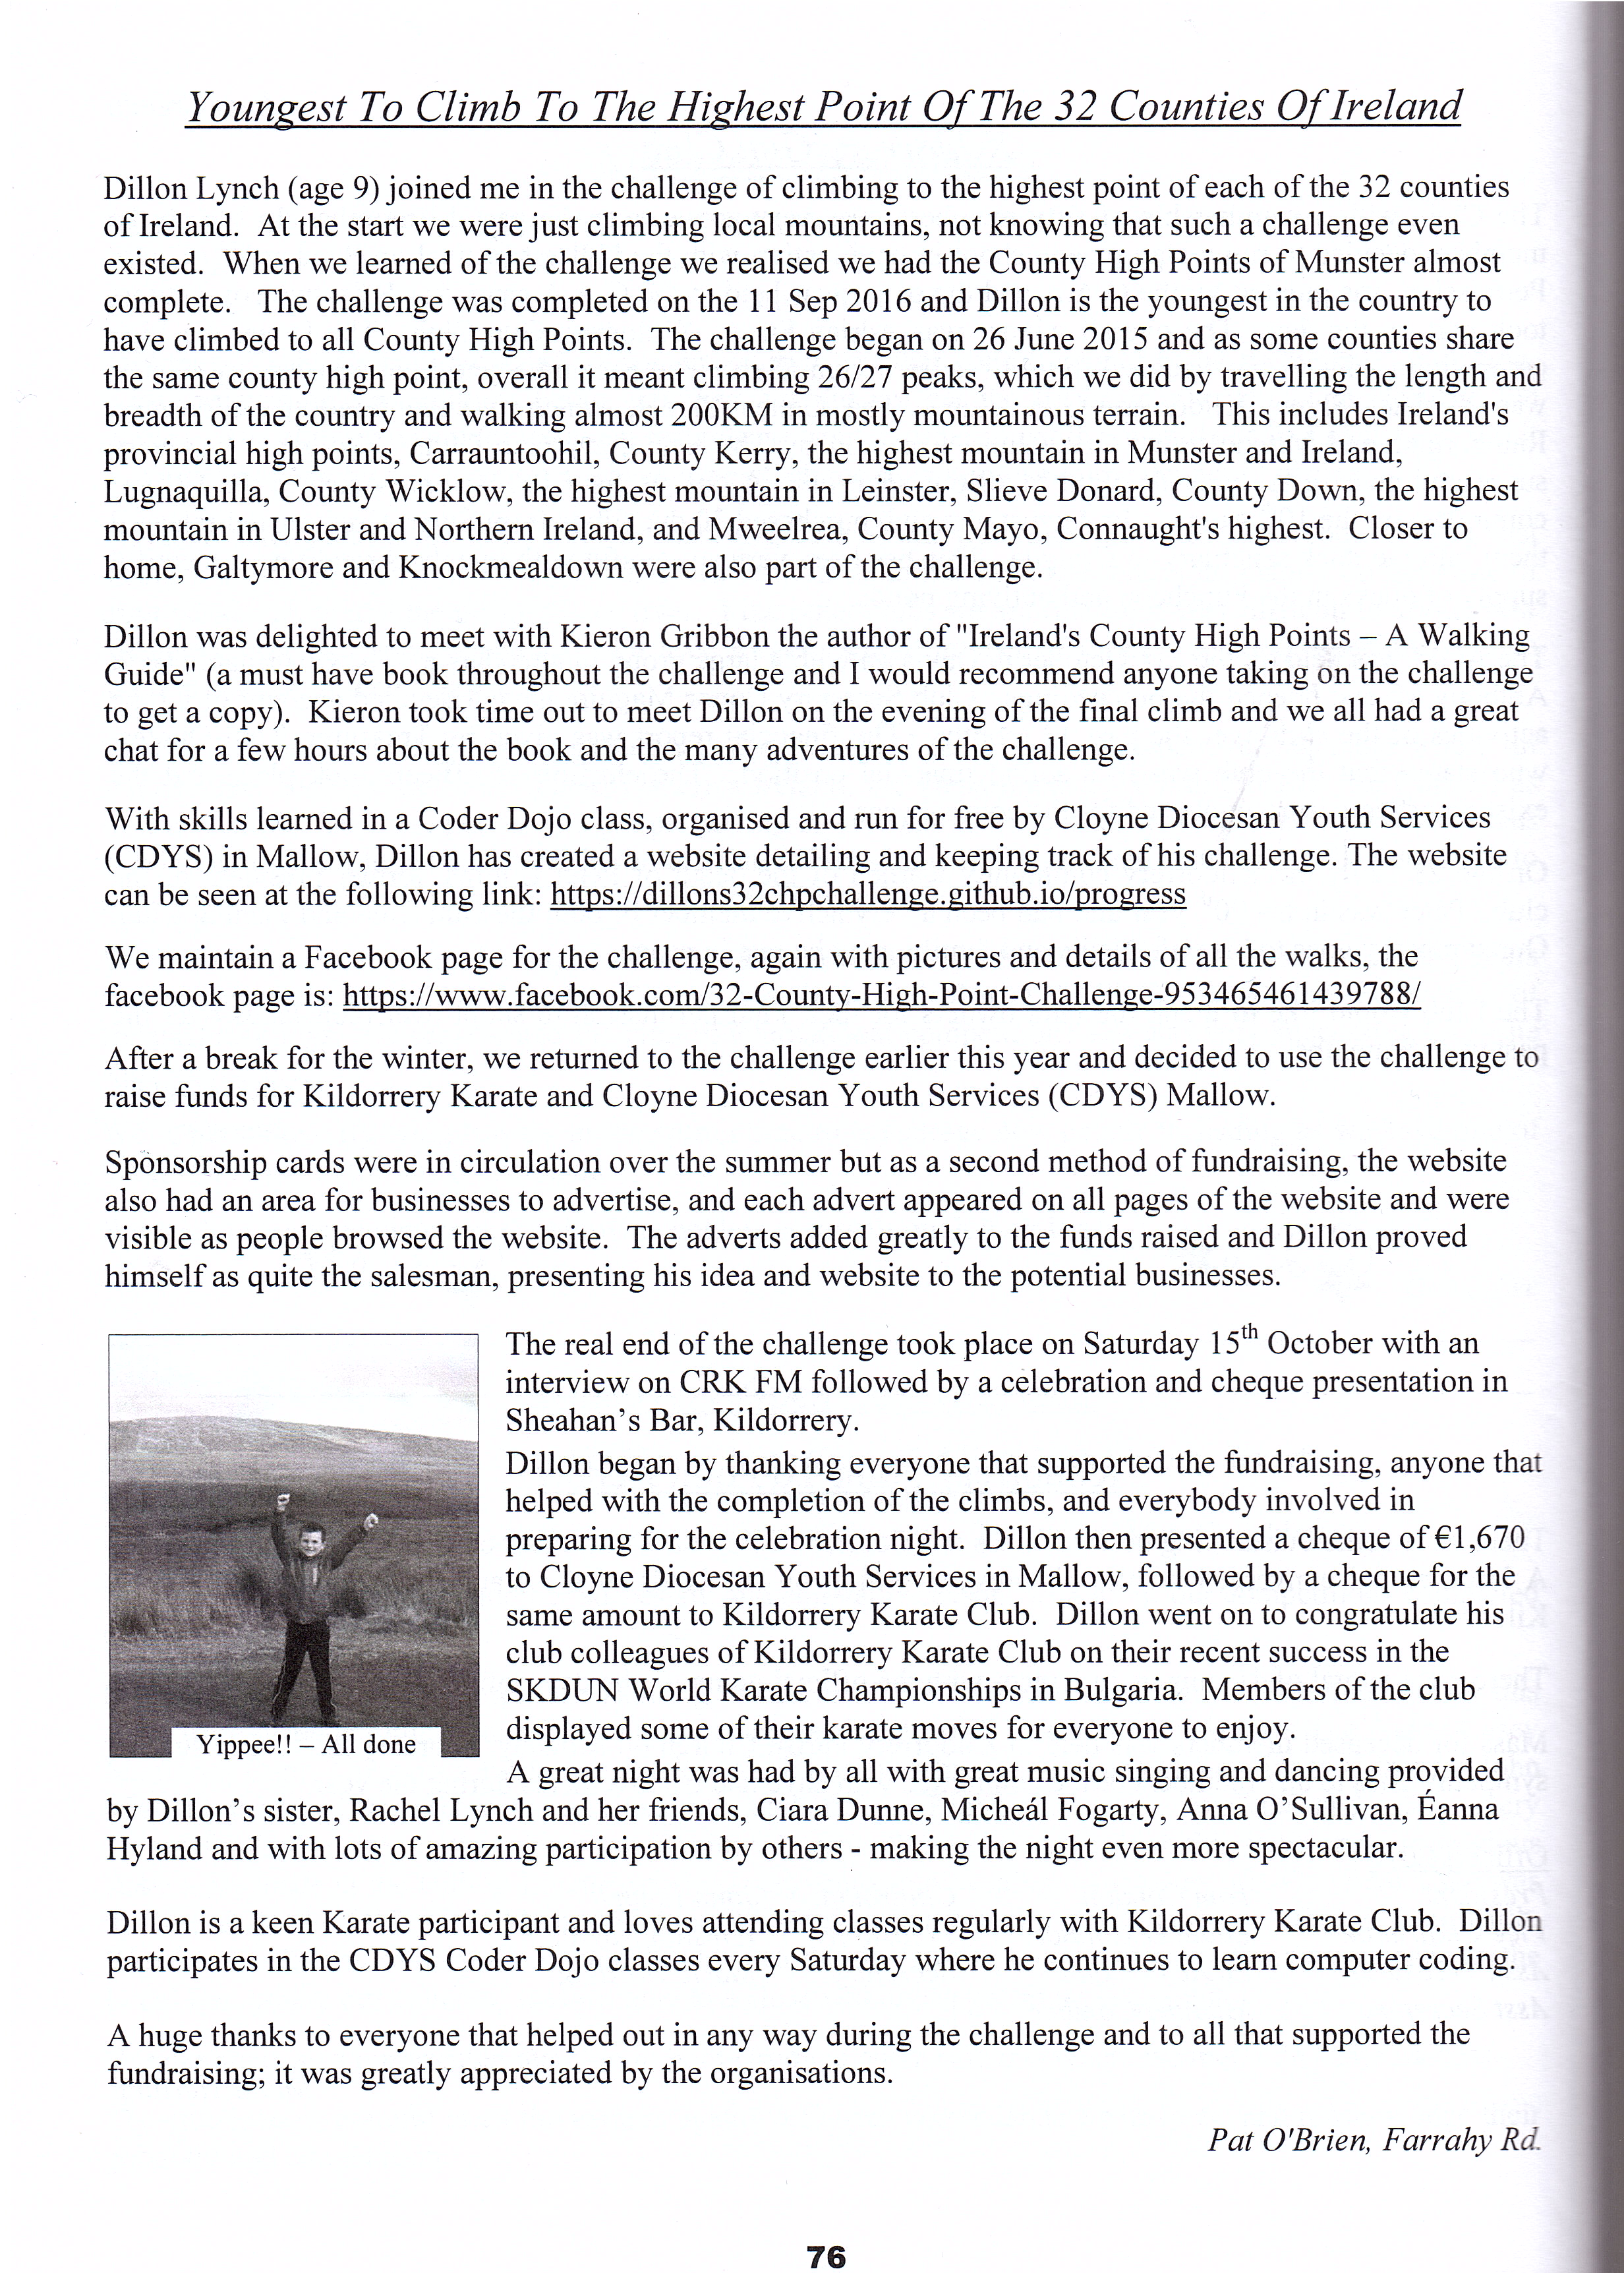 Youngest To Climb To The Highest Point Of The 32 Counties Of Ireland
Dillon Lynch (age 9) joined me in the challenge of climbing to the highest point of each of the 32 counties
of Ireland.  At the start we were just climbing local mountains, not knowing that such a challenge even
existed.  When we learned of the challenge we realised we had the County High Points of Munster almost
complete.   The challenge was completed on the 11 Sep 2016 and Dillon is the youngest in the country to
have climbed to all County High Points.  The challenge began on 26 June 2015 and as some counties share
the same county high point, overall it meant climbing 26/27 peaks, which we did by travelling the length and
breadth of the country and walking almost 200KM in mostly mountainous terrain.   This includes Ireland's
provincial high points, Carrauntoohil, County Kerry, the highest mountain in Munster and Ireland,
Lugnaquilla, County Wicklow, the highest mountain in Leinster, Slieve Donard, County Down, the highest
mountain in Ulster and Northern Ireland, and Mweelrea, County Mayo, Connaught's highest.  Closer to
home, Galtymore and Knockmealdown were also part of the challenge.
Dillon was delighted to meet with Kieron Gribbon the author of "Ireland's County High Points – A Walking
Guide" (a must have book throughout the challenge and I would recommend anyone taking on the challenge
to get a copy).  Kieron took time out to meet Dillon on the evening of the final climb and we all had a great
chat for a few hours about the book and the many adventures of the challenge.
With skills learned in a Coder Dojo class, organised and run for free by Cloyne Diocesan Youth Services
(CDYS) in Mallow, Dillon has created a website detailing and keeping track of his challenge. The website
can be seen at the following link: https://dillons32chpchallenge.github.io/progress
We maintain a Facebook page for the challenge, again with pictures and details of all the walks, the
facebook page is: https://www.facebook.com/32-County-High-Point-Challenge-953465461439788/
After a break for the winter, we returned to the challenge earlier this year and decided to use the challenge to
raise funds for Kildorrery Karate and Cloyne Diocesan Youth Services (CDYS) Mallow.
Sponsorship cards were in circulation over the summer but as a second method of fundraising, the website
also had an area for businesses to advertise, and each advert appeared on all pages of the website and were
visible as people browsed the website.  The adverts added greatly to the funds raised and Dillon proved
himself as quite the salesman, presenting his idea and website to the potential businesses.
The real end of the challenge took place on Saturday 15th October with an
interview on CRK FM followed by a celebration and cheque presentation in
Sheahan's Bar, Kildorrery.
Dillon began by thanking everyone that supported the fundraising, anyone that
helped with the completion of the climbs, and everybody involved in
preparing for the celebration night.  Dillon then presented a cheque of €1,670
to Cloyne Diocesan Youth Services in Mallow, followed by a cheque for the
same amount to Kildorrery Karate Club.  Dillon went on to congratulate his
club colleagues of Kildorrery Karate Club on their recent success in the
SKDUN World Karate Championships in Bulgaria.  Members of the club
displayed some of their karate moves for everyone to enjoy.
Yippee!! – All done
A great night was had by all with great music singing and dancing provided
by Dillon's sister, Rachel Lynch and her friends, Ciara Dunne, Micheál Fogarty, Anna O'Sullivan, Éanna
Hyland and with lots of amazing participation by others - making the night even more spectacular.
Dillon is a keen Karate participant and loves attending classes regularly with Kildorrery Karate Club.  Dillon
participates in the CDYS Coder Dojo classes every Saturday where he continues to learn computer coding.
A huge thanks to everyone that helped out in any way during the challenge and to all that supported the
fundraising; it was greatly appreciated by the organisations.
Pat O'Brien, Farrahy Rd.
76